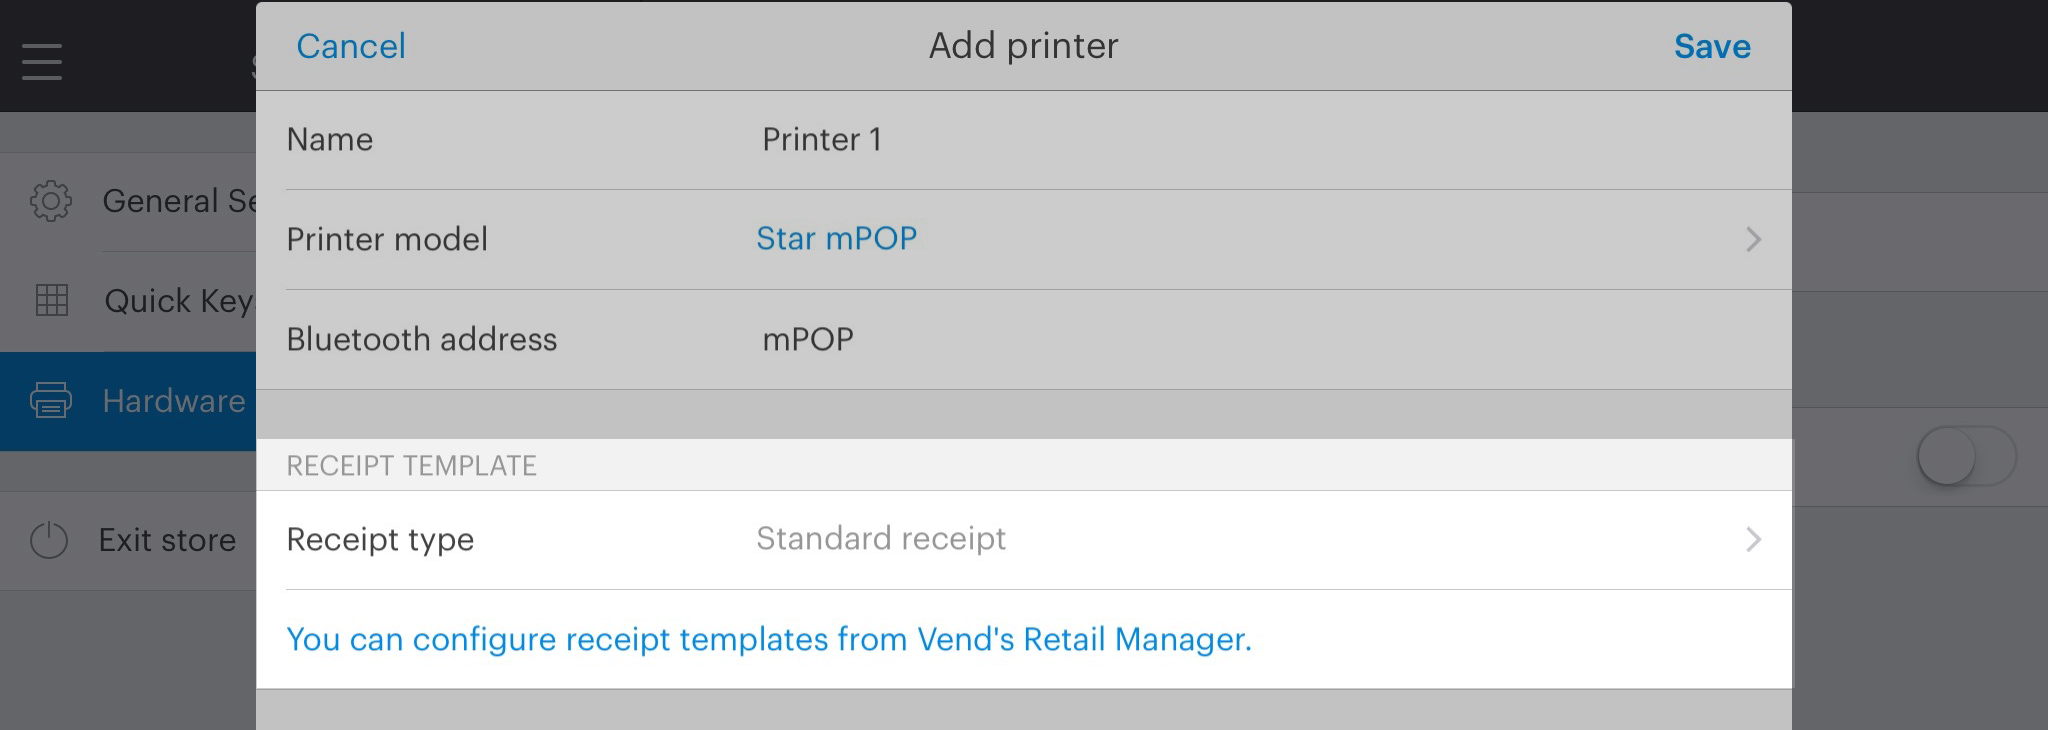 Cancel
Add printer
Save
Name
Printer 1
Printer model
Star mPOP
Bluetooth address
mPOP
RECEIPT TEMPLATE
Receipt type
Standard receipt
You can configure receipt templates from Vend's Retail Manager.
General Se
Quick Key
Hardware
Exit store